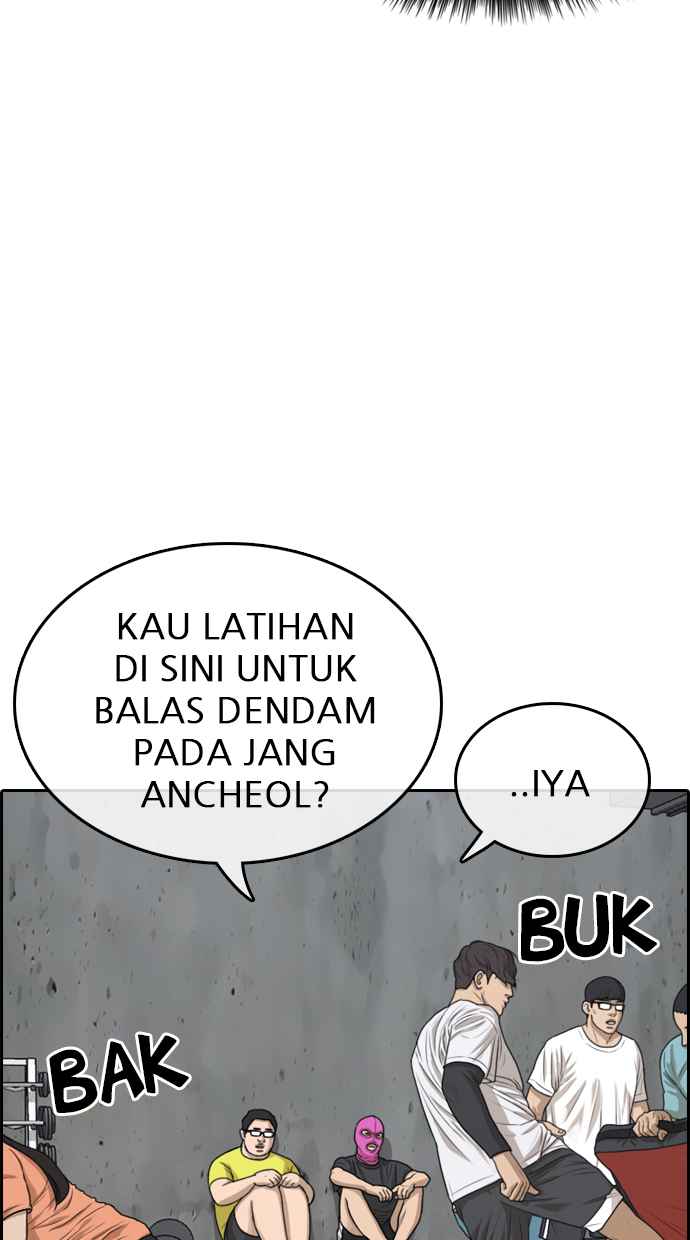 KAU LATIHAN
DI SINI UNTUK
BALAS DENDAM
PADA JANG
ANCHEOL?
..IYA
BUK
BAK